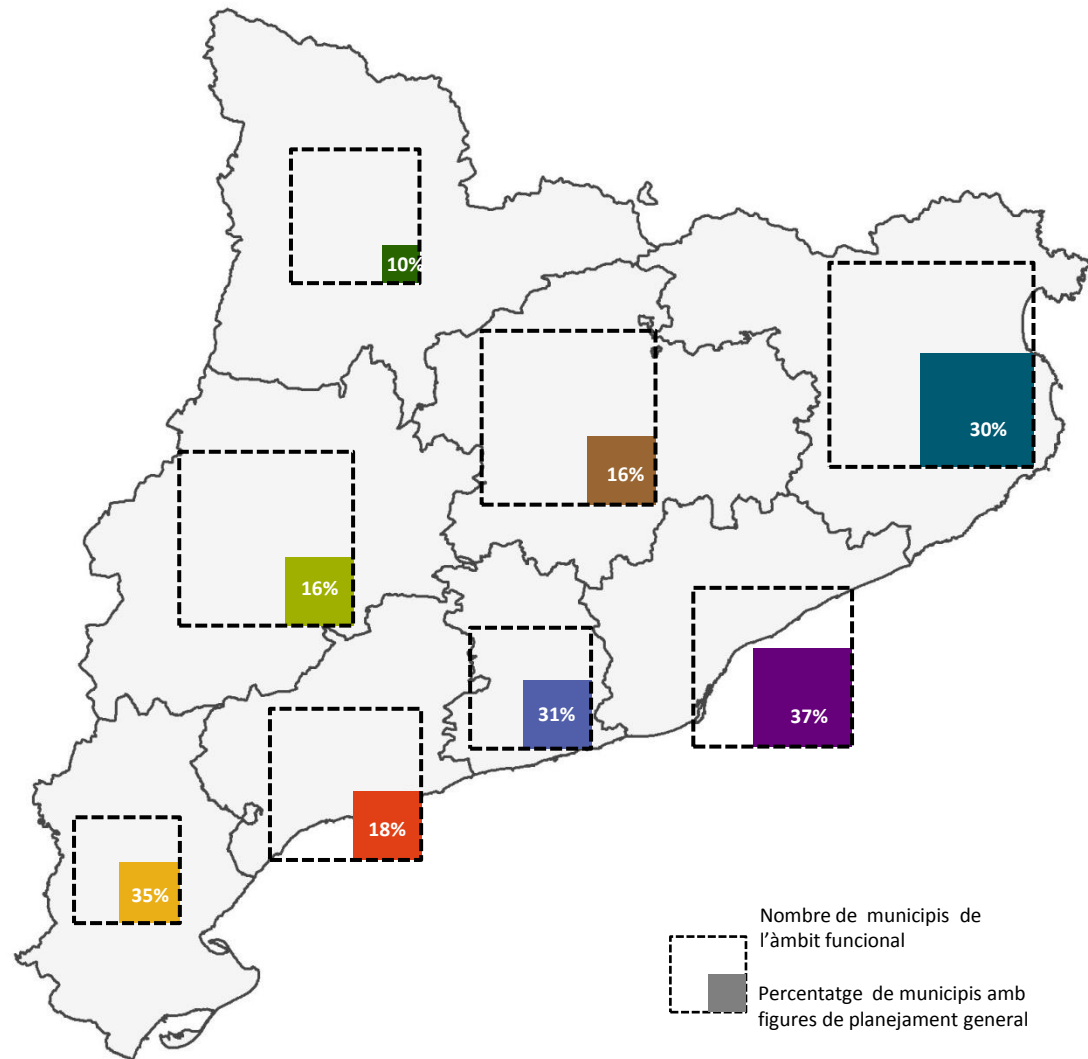 10%
30%
16%
16%
31%
37%
18%
35%
Nombre de municipis de
l'àmbit funcional
Percentatge de municipis amb
figures de planejament general